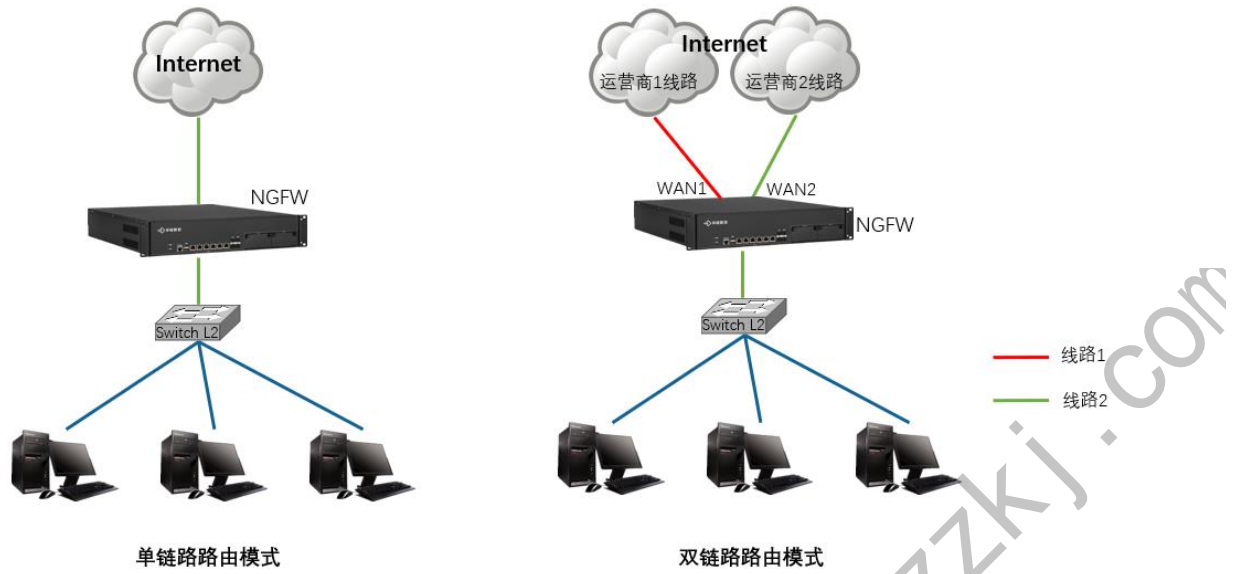 Internet
NGFW
Switch L2
单链路路由模式
Internet
运营商1线路 运营商2线路
WAN1 WAN2
NGFW
Switch L2
双链路路由模式
线路1
线路2
zzkj.com